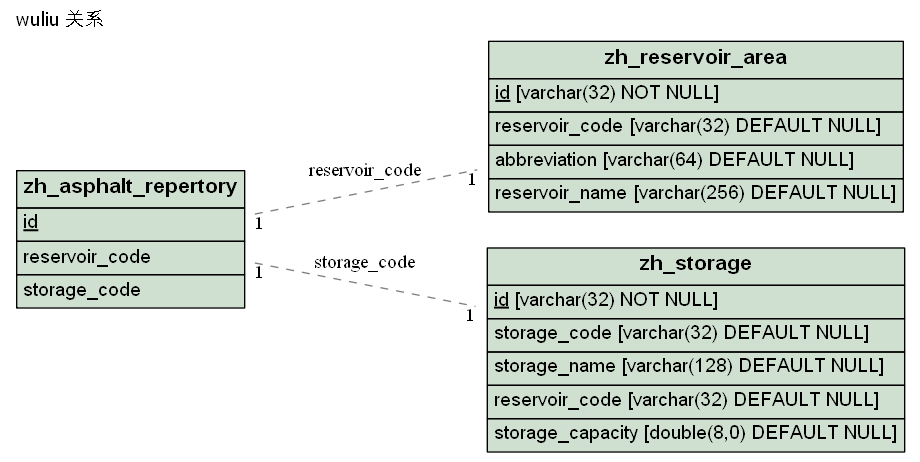 wuliu 关系
zh_reservoir_area
id [varchar(32) NOT NULL]
reservoir_code [varchar(32) DEFAULT NULL]
abbreviation [varchar(64) DEFAULT NULL]
reservoir_name [varchar(256) DEFAULT NULL]
zh_asphalt_repertory
id
reservoir_code
storage_code
reservoir_code
1
1
storage_code
1
1
zh_storage
id [varchar(32) NOT NULL]
storage_code [varchar(32) DEFAULT NULL]
storage_name [varchar(128) DEFAULT NULL]
reservoir_code [varchar(32) DEFAULT NULL]
storage_capacity [double(8,0) DEFAULT NULL]